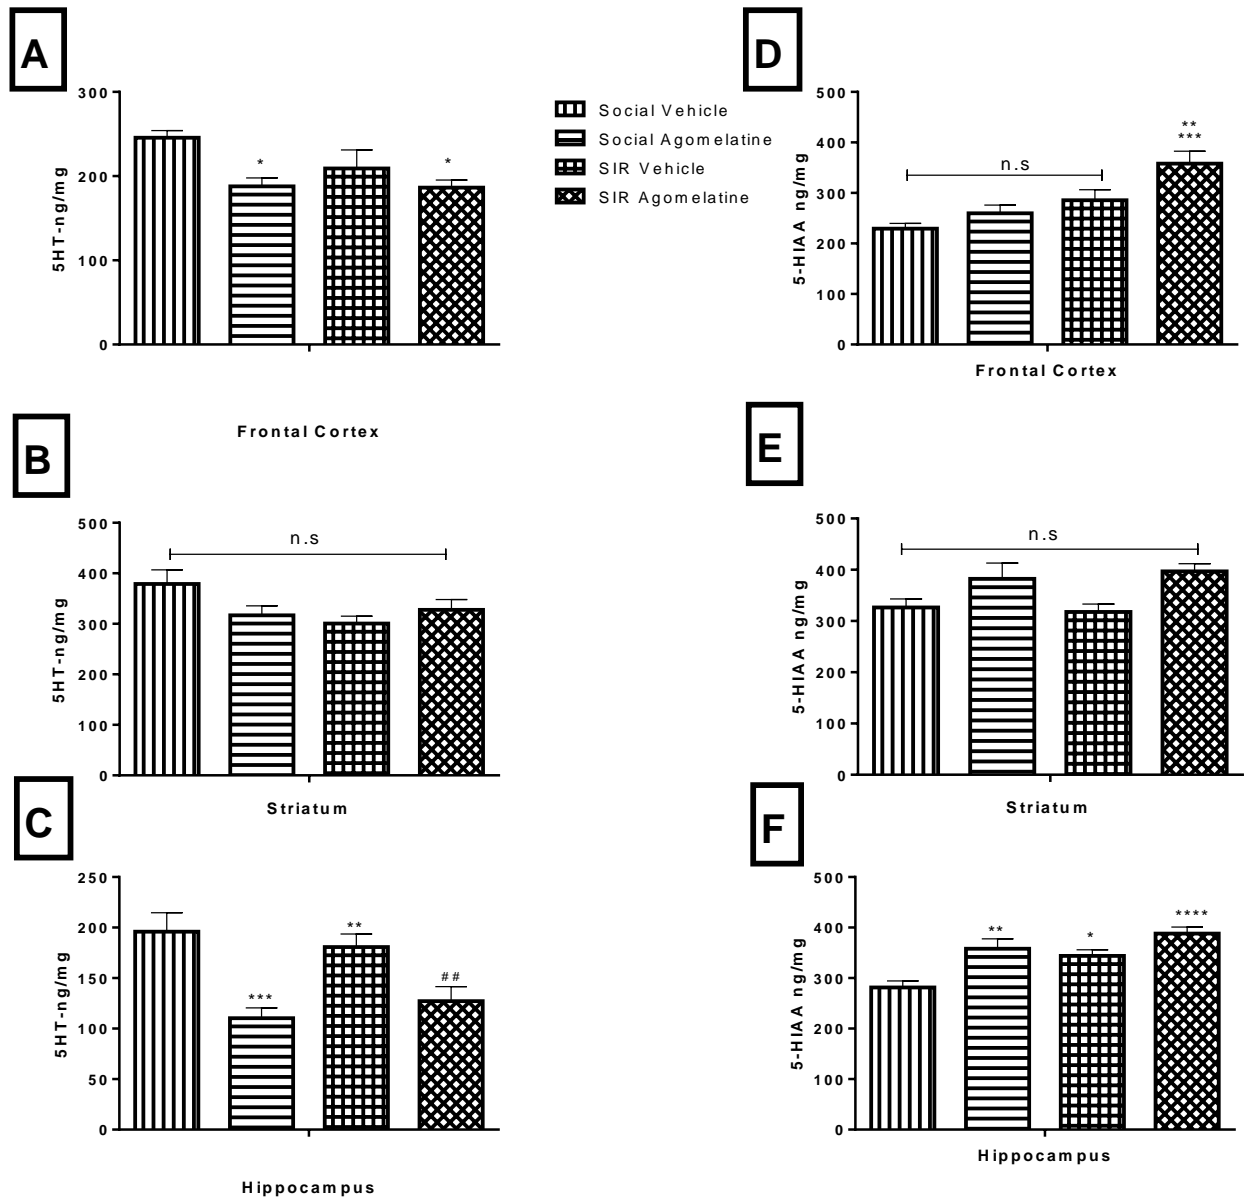 A
300
200
100
0
5HT-ng/mg
*
*
Frontal Cortex
Social Vehicle
Social Agomelatine
SIR Vehicle
SIR Agomelatine
D
500
400
300
200
100
0
5-HIAA ng/mg
n.s
**
***
Frontal Cortex
B
500
400
300
200
100
0
5HT-ng/mg
n.s
Striatum
E
500
400
300
200
100
0
5-HIAA ng/mg
n.s
Striatum
C
250
200
150
100
50
0
5HT-ng/mg
***
**
##
Hippocampus
F
500
400
300
200
100
0
5-HIAA ng/mg
**
*
****
Hippocampus